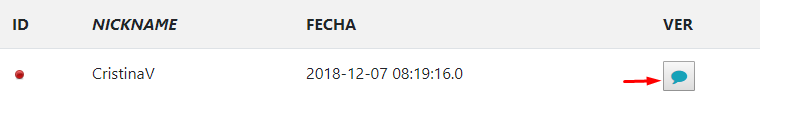 ID NICKNAME FECHA VER
CristinaV 2018-12-07 08:19:16.0